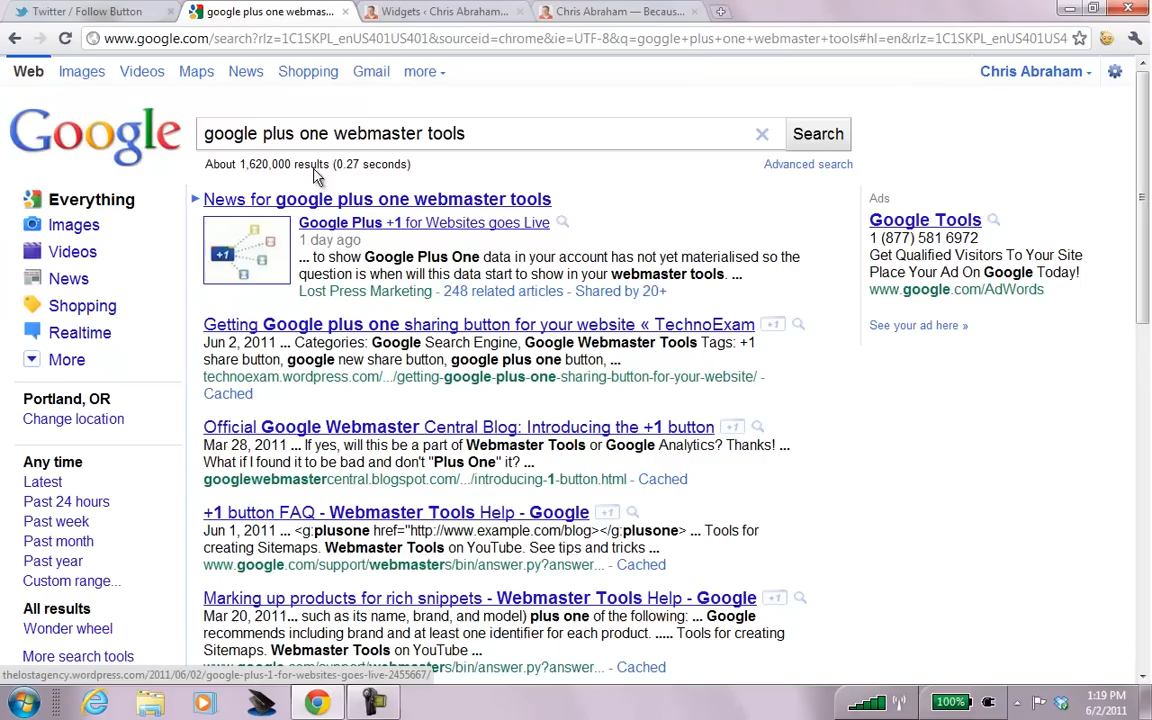 Twitter / Follow Button
google plus one webmas...
Widgets ‹ Chris Abraham...
Chris Abraham — Becaus...
www.google.com/search?rlz=1C1SKPL_enUS401US401&sourceid=chrome&ie=UTF-8&q=goggle+plus+one+webmaster+tools#hl=en&rlz=1C1SKPL_enUS401US4
Web Images Videos Maps News Shopping Gmail more
Chris Abraham
Google
google plus one webmaster tools
Search
About 1,620,000 results (0.27 seconds)
Advanced search
Everything
Images
Videos
News
Shopping
Realtime
More
Portland, OR
Change location
Any time
Latest
Past 24 hours
Past week
Past month
Past year
Custom range...
All results
Wonder wheel
More search tools
News for google plus one webmaster tools
+1
Google Plus +1 for Websites goes Live
1 day ago
... to show Google Plus One data in your account has not yet materialised so the
question is when will this data start to show in your webmaster tools. ...
Lost Press Marketing - 248 related articles - Shared by 20+
Getting Google plus one sharing button for your website « TechnoExam +1
Jun 2, 2011 ... Categories: Google Search Engine, Google Webmaster Tools Tags: +1
share button, google new share button, google plus one button, ...
technoexam.wordpress.com/.../getting-google-plus-one-sharing-button-for-your-website/ -
Cached
Official Google Webmaster Central Blog: Introducing the +1 button +1
Mar 28, 2011 ... If yes, will this be a part of Webmaster Tools or Google Analytics? Thanks! ...
What if I found it to be bad and don't "Plus One" it? ...
googlewebmastercentral.blogspot.com/.../introducing-1-button.html - Cached
+1 button FAQ - Webmaster Tools Help - Google +1
Jun 1, 2011 ... <g:plusone href="http://www.example.com/blog></g:plusone> ... Tools for
creating Sitemaps. Webmaster Tools on YouTube. See tips and tricks ...
www.google.com/support/webmasters/bin/answer.py?answer... - Cached
Marking up products for rich snippets - Webmaster Tools Help - Google +1
Mar 20, 2011... such as its name, brand, and model) plus one of the following: ... Google
recommends including brand and at least one identifier for each product. ..... Tools for
creating Sitemaps. Webmaster Tools on YouTube ...
www.google.com/support/webmasters/bin/answer.py?answer... - Cached
Ads
Google Tools
1 (877) 581 6972
Get Qualified Visitors To Your Site
Place Your Ad On Google Today!
www.google.com/AdWords
See your ad here »
thelostagency.wordpress.com/2011/06/02/google-plus-1-for-websites-goes-live-2455667/
100%
1:19 PM
6/2/2011